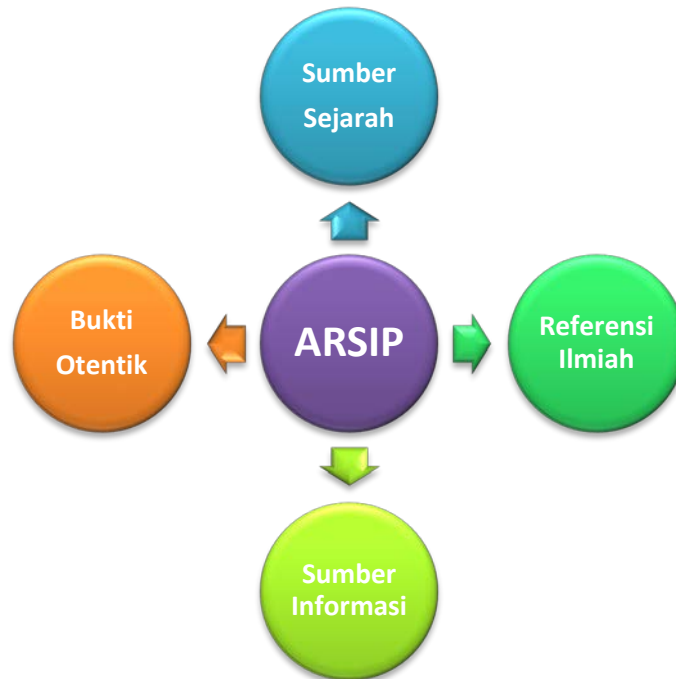 Sumber
Sejarah
Bukti
Otentik
ARSIP
Referensi
Ilmiah
Sumber
Informasi